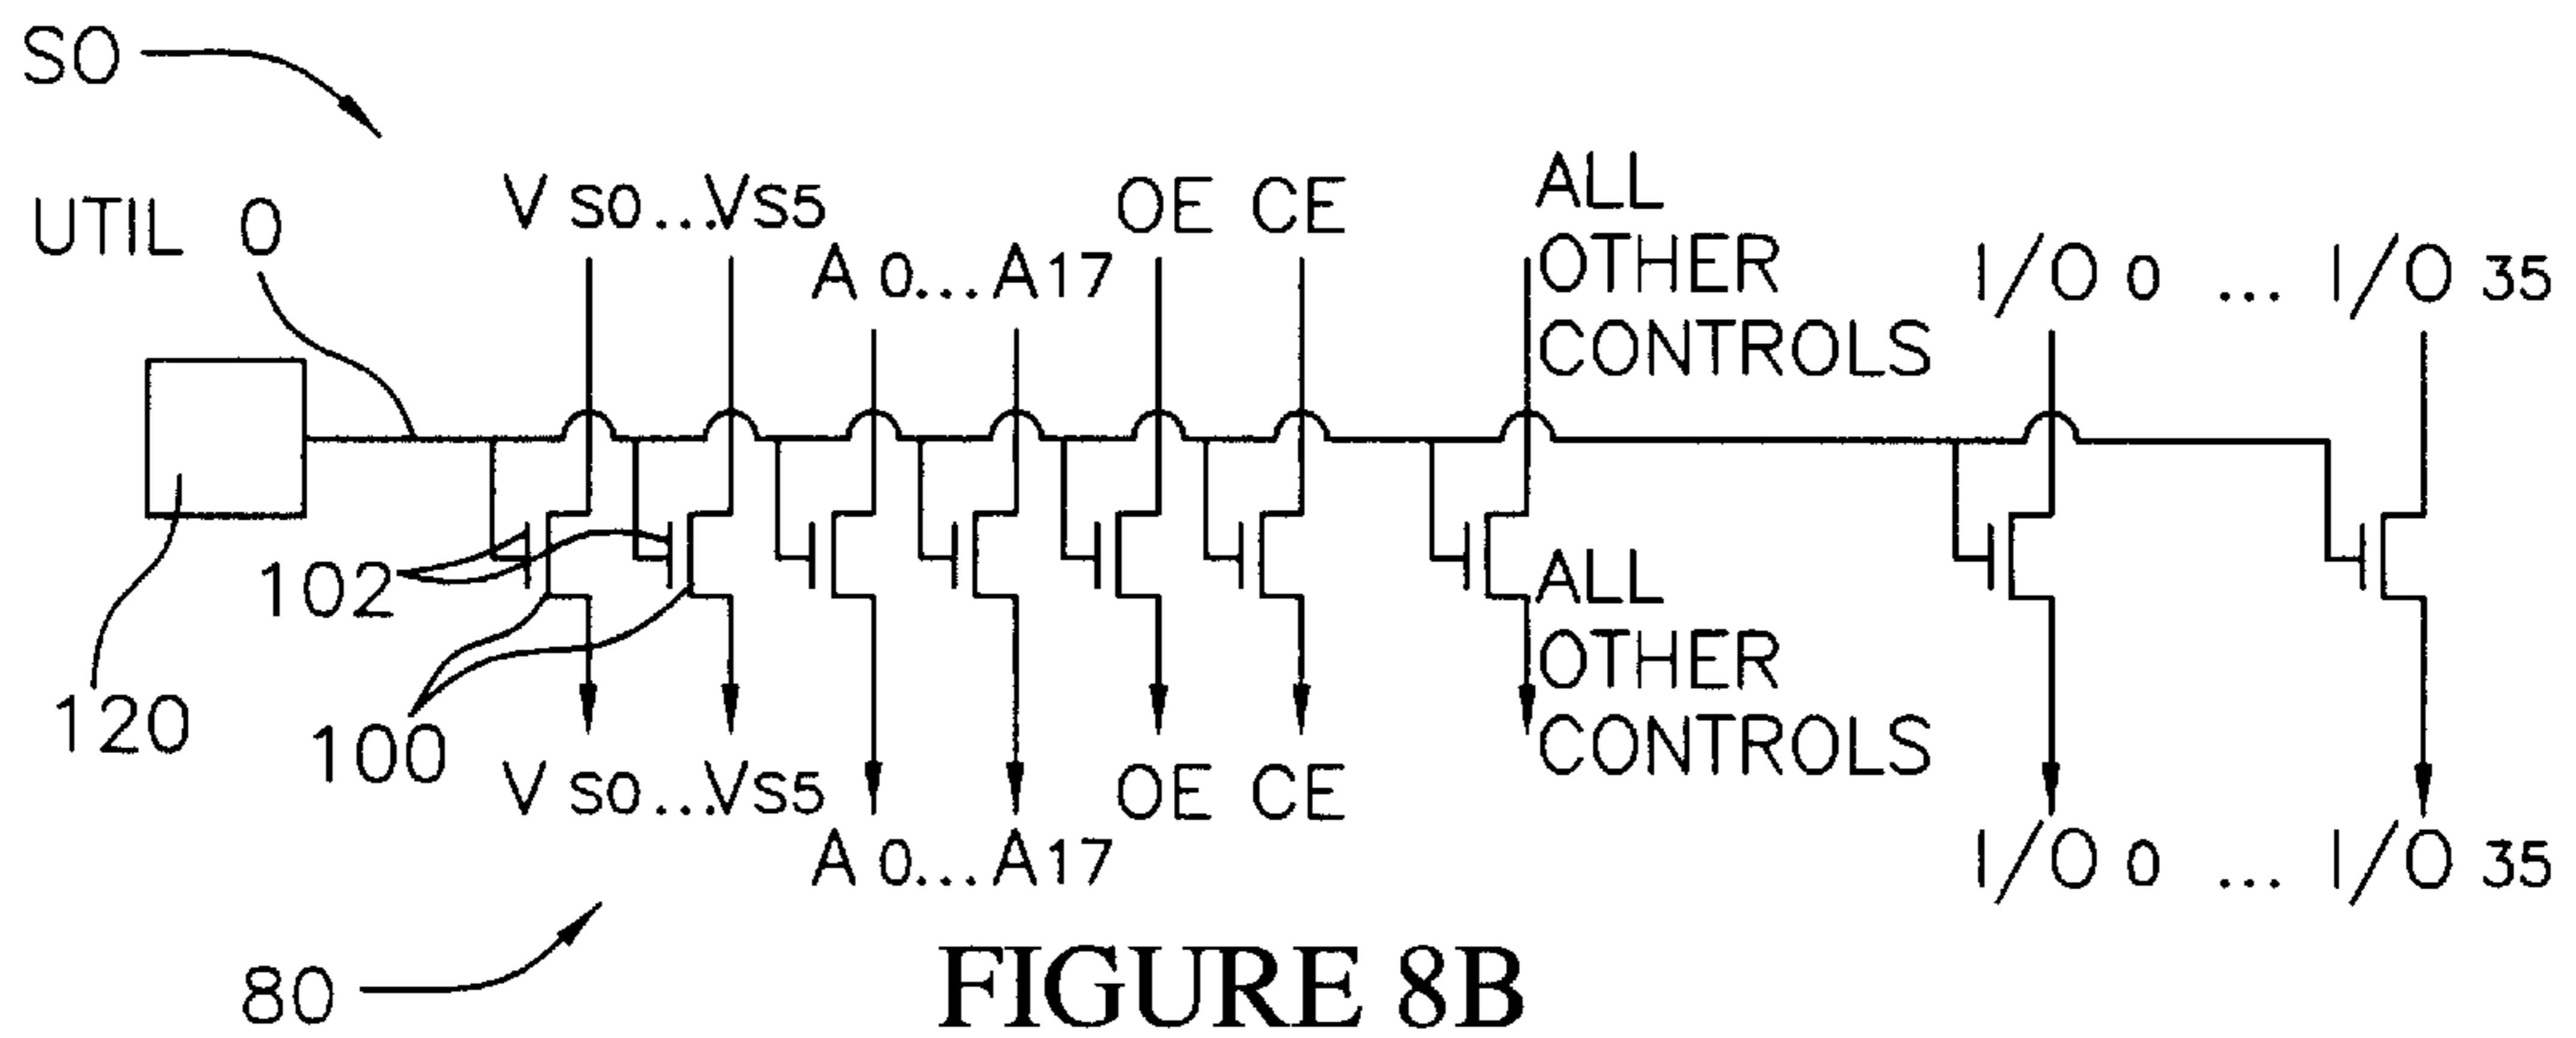 SO
UTIL 0
V S0...VS5
A 0...A17
OE CE
ALL
OTHER
CONTROLS
I/O 0 ... I/O 35
102
120
100
V S0...VS5
A 0...A17
OE CE
ALL
OTHER
CONTROLS
I/O 0 ... I/O 35
80
FIGURE 8B